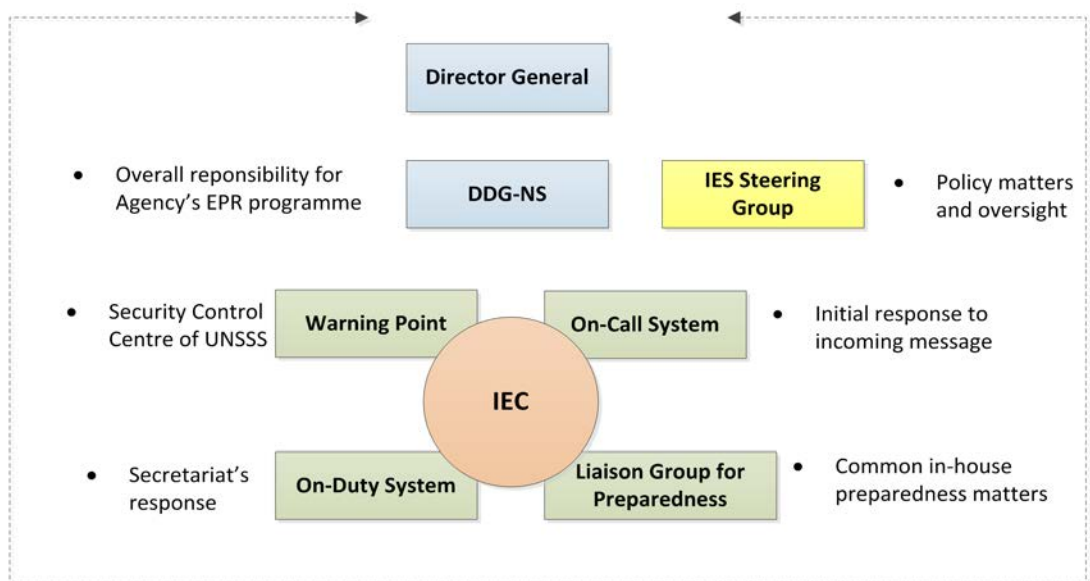 Director General
• Overall reponsibility for
Agency's EPR programme
DDG-NS
IES Steering
Group
• Policy matters
and oversight
• Security Control
Centre of UNSSS
Warning Point
On-Call System
• Initial response to
incoming message
IEC
• Secretariat's
response
On-Duty System
Liaison Group for
Preparedness
• Common in-house
preparedness matters